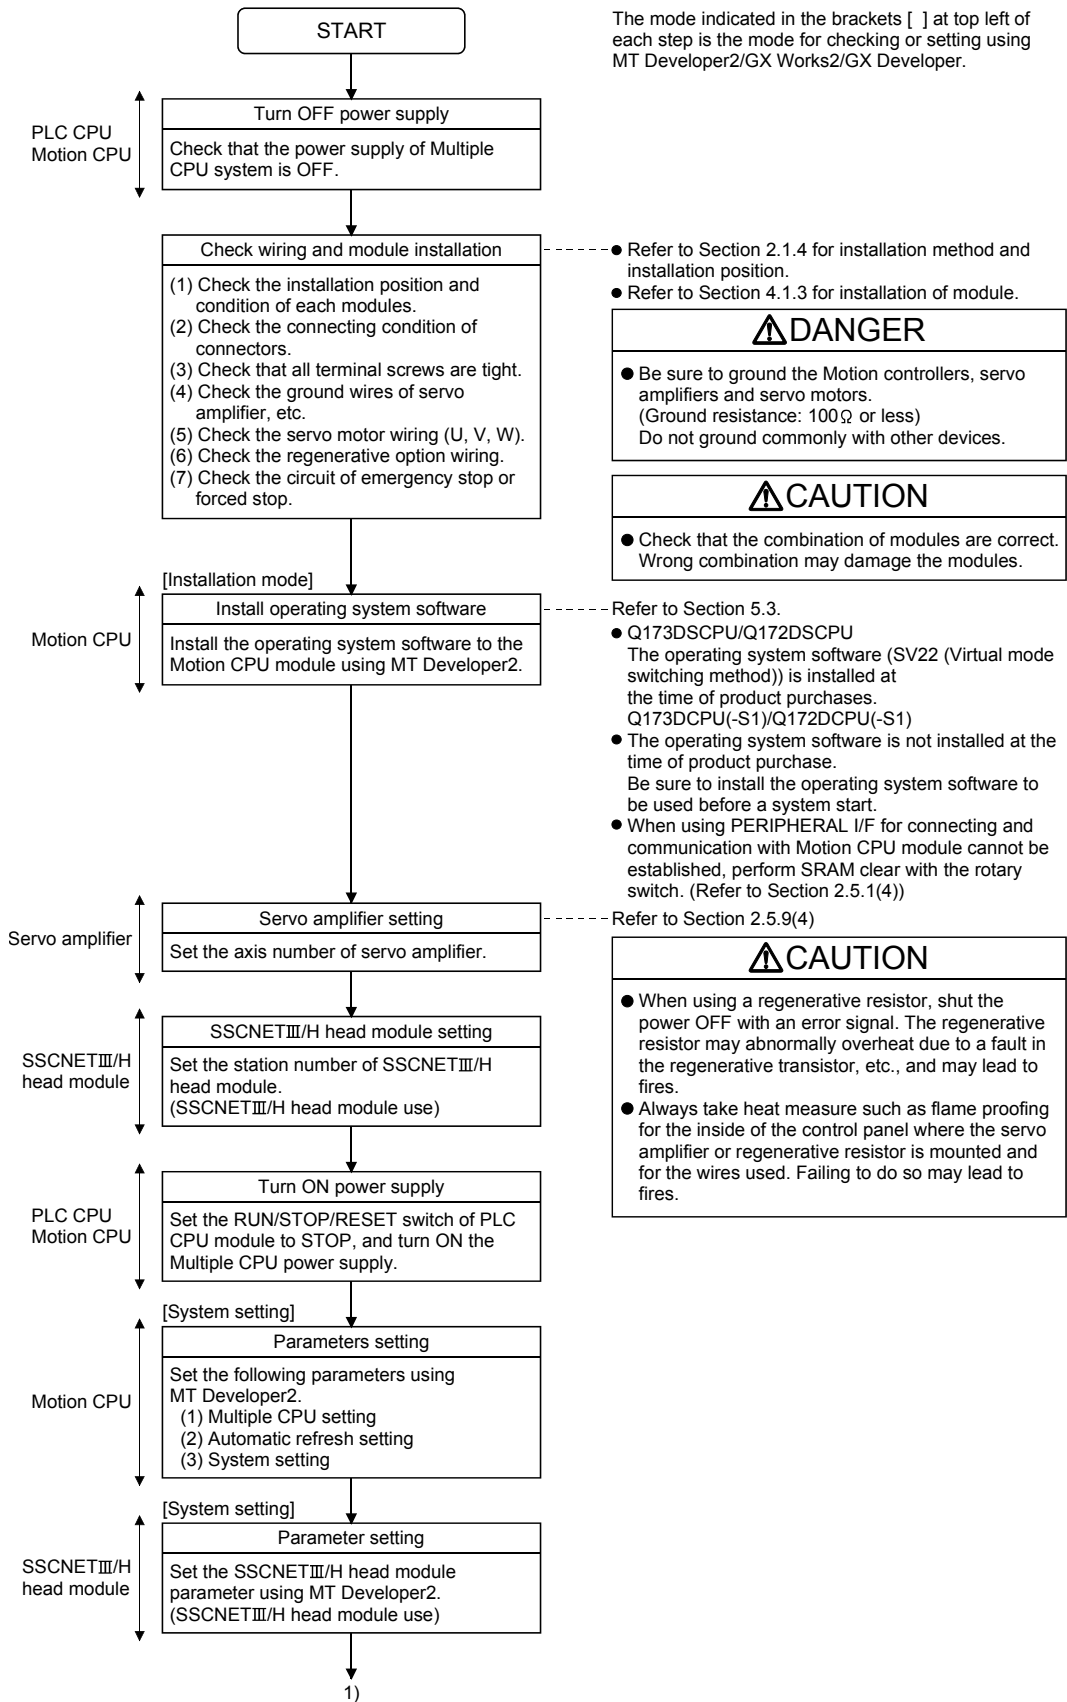 START
The mode indicated in the brackets [ ] at top left of
each step is the mode for checking or setting using
MT Developer2/GX Works2/GX Developer.
PLC CPU
Motion CPU
Turn OFF power supply
Check that the power supply of Multiple
CPU system is OFF.
Check wiring and module installation
(1) Check the installation position and
condition of each modules.
(2) Check the connecting condition of
connectors.
(3) Check that all terminal screws are tight.
(4) Check the ground wires of servo
amplifier, etc.
(5) Check the servo motor wiring (U, V, W).
(6) Check the regenerative option wiring.
(7) Check the circuit of emergency stop or
forced stop.
● Refer to Section 2.1.4 for installation method and
installation position.
● Refer to Section 4.1.3 for installation of module.
DANGER
● Be sure to ground the Motion controllers, servo
amplifiers and servo motors.
(Ground resistance: 100Ω or less)
Do not ground commonly with other devices.
CAUTION
● Check that the combination of modules are correct.
Wrong combination may damage the modules.
Motion CPU
[Installation mode]
Install operating system software
Install the operating system software to the
Motion CPU module using MT Developer2.
Refer to Section 5.3.
● Q173DSCPU/Q172DSCPU
The operating system software (SV22 (Virtual mode
switching method)) is installed at
the time of product purchases.
Q173DCPU(-S1)/Q172DCPU(-S1)
● The operating system software is not installed at the
time of product purchase.
Be sure to install the operating system software to
be used before a system start.
● When using PERIPHERAL I/F for connecting and
communication with Motion CPU module cannot be
established, perform SRAM clear with the rotary
switch. (Refer to Section 2.5.1(4))
Servo amplifier
Servo amplifier setting
Set the axis number of servo amplifier.
Refer to Section 2.5.9(4)
CAUTION
● When using a regenerative resistor, shut the
power OFF with an error signal. The regenerative
resistor may abnormally overheat due to a fault in
the regenerative transistor, etc., and may lead to
fires.
● Always take heat measure such as flame proofing
for the inside of the control panel where the servo
amplifier or regenerative resistor is mounted and
for the wires used. Failing to do so may lead to
fires.
SSCNETⅢ/H
head module
SSCNETⅢ/H head module setting
Set the station number of SSCNETⅢ/H
head module.
(SSCNETⅢ/H head module use)
PLC CPU
Motion CPU
Turn ON power supply
Set the RUN/STOP/RESET switch of PLC
CPU module to STOP, and turn ON the
Multiple CPU power supply.
Motion CPU
[System setting]
Parameters setting
Set the following parameters using
MT Developer2.
(1) Multiple CPU setting
(2) Automatic refresh setting
(3) System setting
SSCNETⅢ/H
head module
[System setting]
Parameter setting
Set the SSCNETⅢ/H head module
parameter using MT Developer2.
(SSCNETⅢ/H head module use)
1)